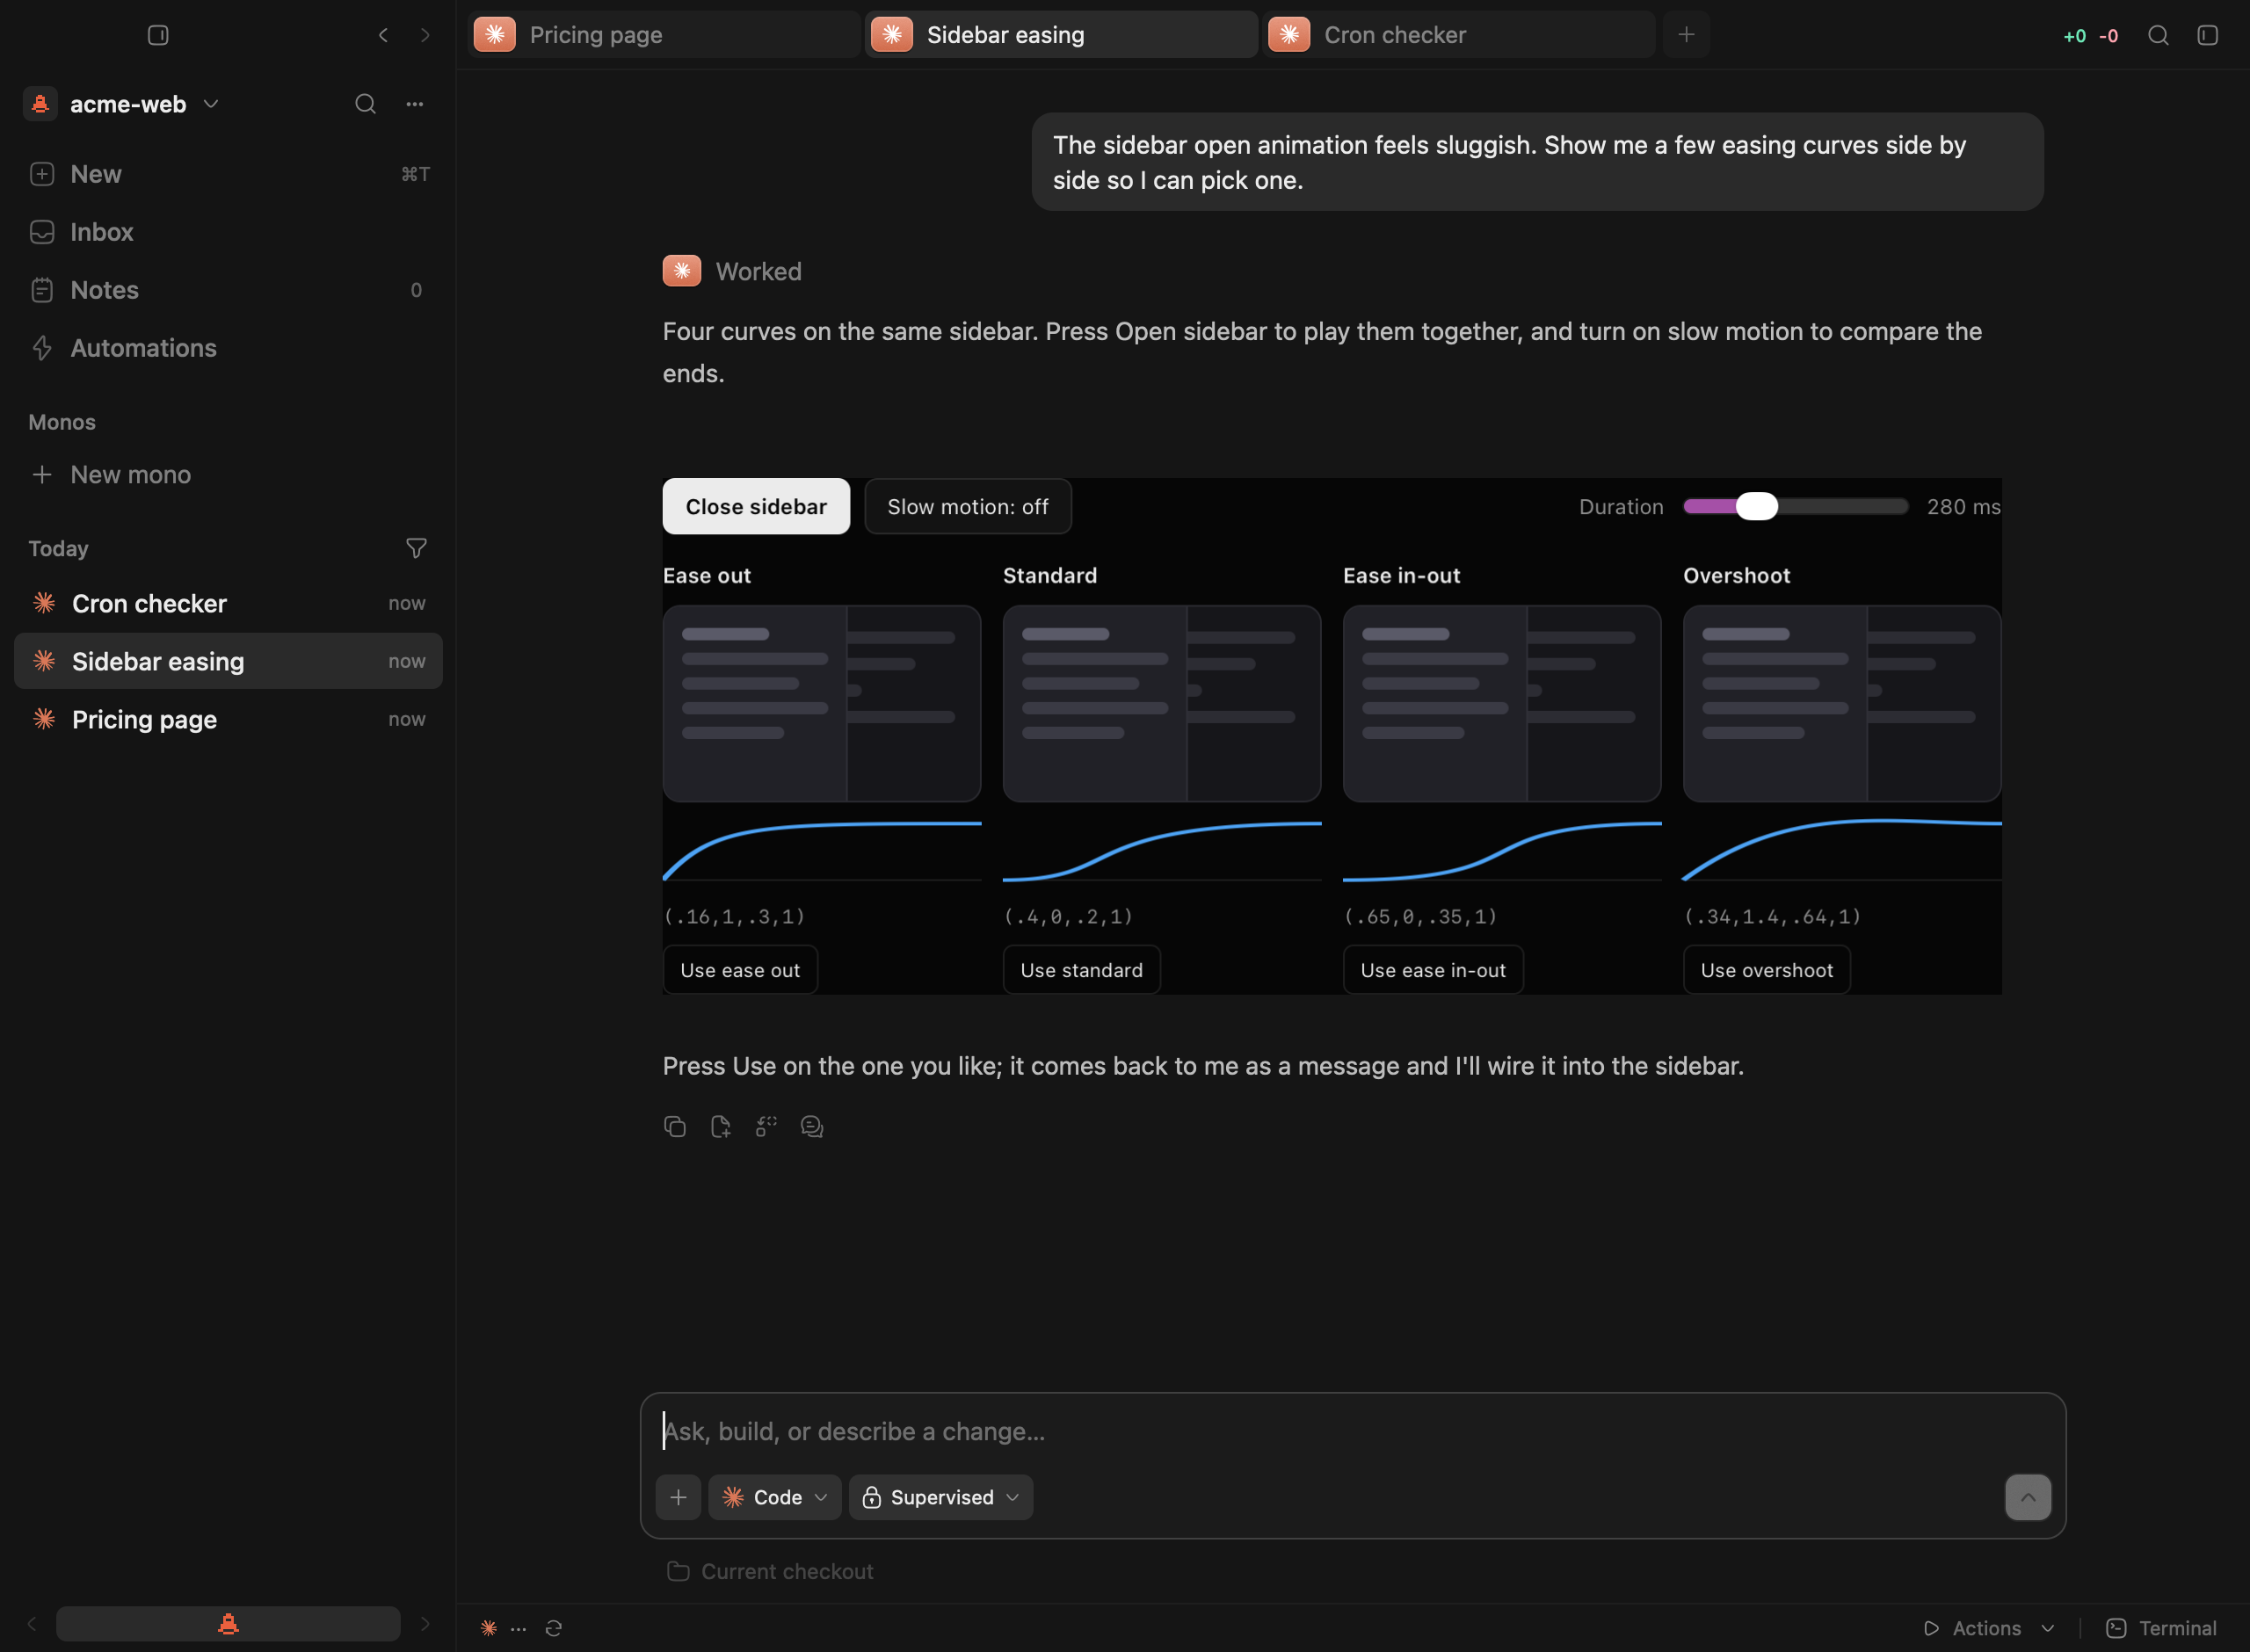 Pricing page
Sidebar easing
Cron checker
+0 -0
acme-web
New ⌘T
Inbox
Notes 0
Automations
Monos
New mono
Today
Cron checker now
Sidebar easing now
Pricing page now
The sidebar open animation feels sluggish. Show me a few easing curves side by
side so I can pick one.
Worked
Four curves on the same sidebar. Press Open sidebar to play them together, and turn on slow motion to compare the
ends.
Close sidebar
Slow motion: off
Duration 280 ms
Ease out
Standard
Ease in-out
Overshoot
(.16,1,.3,1)
(.4,0,.2,1)
(.65,0,.35,1)
(.34,1.4,.64,1)
Use ease out
Use standard
Use ease in-out
Use overshoot
Press Use on the one you like; it comes back to me as a message and I'll wire it into the sidebar.
Ask, build, or describe a change...
Code
Supervised
Current checkout
Actions
Terminal